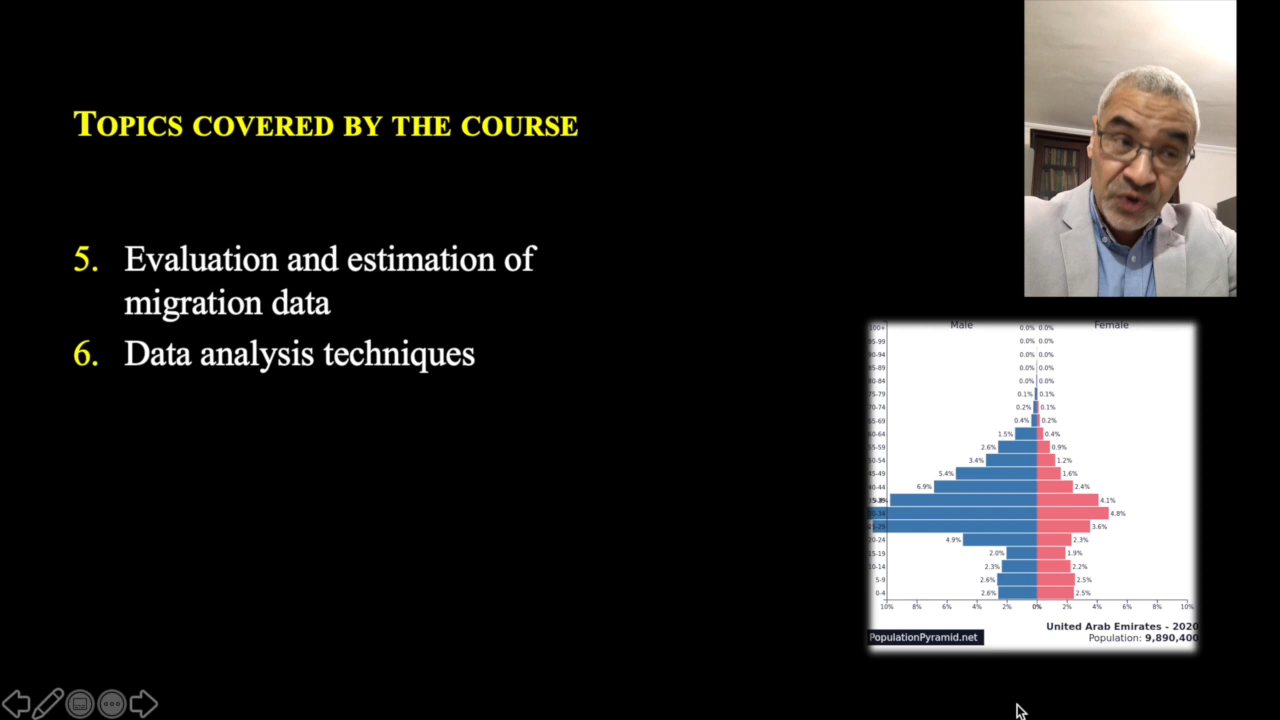 TOPICS COVERED BY THE COURSE
5. Evaluation and estimation of
migration data
6. Data analysis techniques
Male Female
100+ 0.0% 0.0%
95-99 0.0% 0.0%
90-94 0.0% 0.0%
85-89 0.0% 0.0%
80-84 0.0% 0.0%
75-79 0.1% 0.1%
70-74 0.2% 0.1%
65-69 0.4% 0.2%
60-64 1.5% 0.4%
55-59 2.6% 0.9%
50-54 3.4% 1.2%
45-49 5.4% 1.6%
40-44 6.9% 2.4%
4.1%
30-34 4.8%
25-29 3.6%
20-24 4.9% 2.3%
15-19 2.0% 1.9%
10-14 2.3% 2.2%
5-9 2.6% 2.5%
0-4 2.6% 2.5%
10% 8% 6% 4% 2% 0% 2% 4% 6% 8% 10%
United Arab Emirates - 2020
PopulationPyramid.net Population: 9,890,400